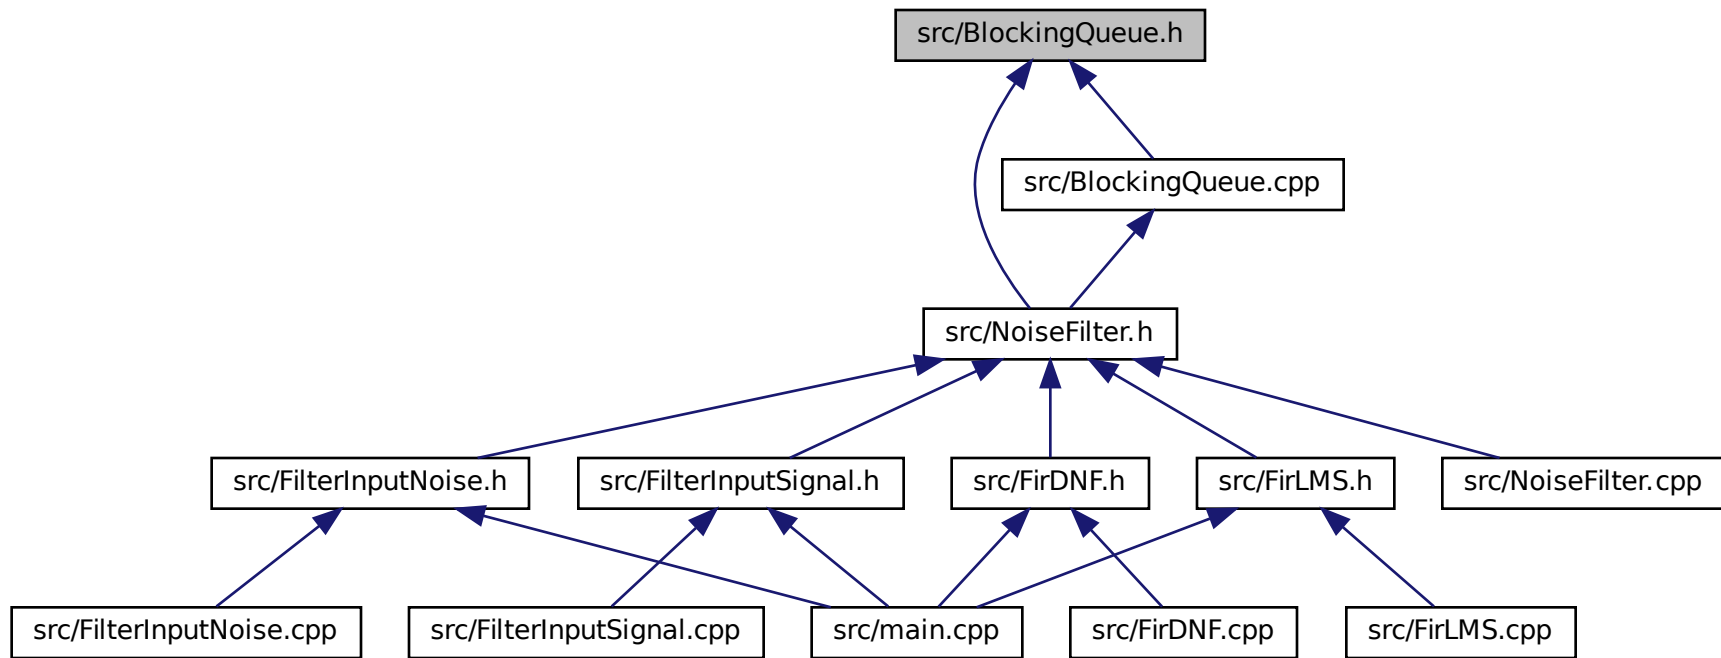 src/BlockingQueue.h
src/BlockingQueue.cpp
src/NoiseFilter.h
src/FilterInputNoise.h
src/FilterInputSignal.h
src/FirDNF.h
src/FirLMS.h
src/NoiseFilter.cpp
src/FilterInputNoise.cpp
src/FilterInputSignal.cpp
src/main.cpp
src/FirDNF.cpp
src/FirLMS.cpp